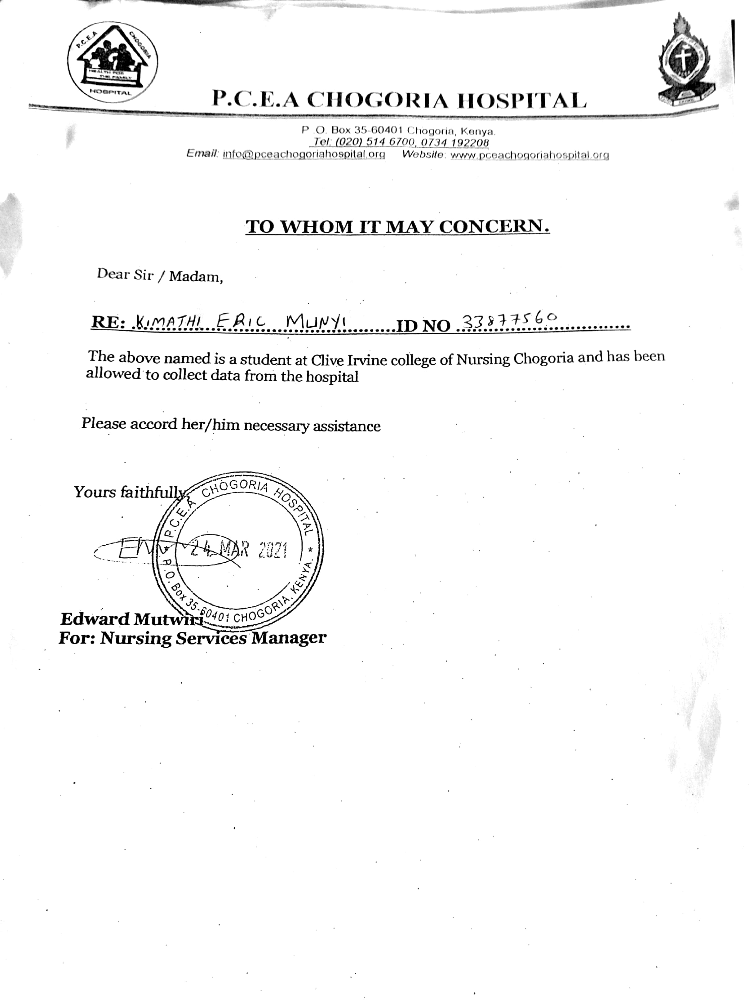 P.C.E.A CHOGORIA
HEALTH FOR
THE FAMILY
HOSPITAL
P.C.E.A CHOGORIA HOSPITAL
P .O. Box 35-60401 Chogoria, Kenya.
Tel: (020) 514 6700, 0734 192208
Email: info@pceachogoriahospital.org Website: www.pceachogoriahospital.org
TO WHOM IT MAY CONCERN.
Dear Sir / Madam,
RE: KIMATHI ERIC MUNYI ID NO 33877560
The above named is a student at Clive Irvine college of Nursing Chogoria and has been
allowed to collect data from the hospital
Please accord her/him necessary assistance
Yours faithfully,
P.C.E.A CHOGORIA HOSPITAL
24 MAR 2021
P.O. Box 35-60401 CHOGORIA, KENYA.
Edward Mutwiri
For: Nursing Services Manager